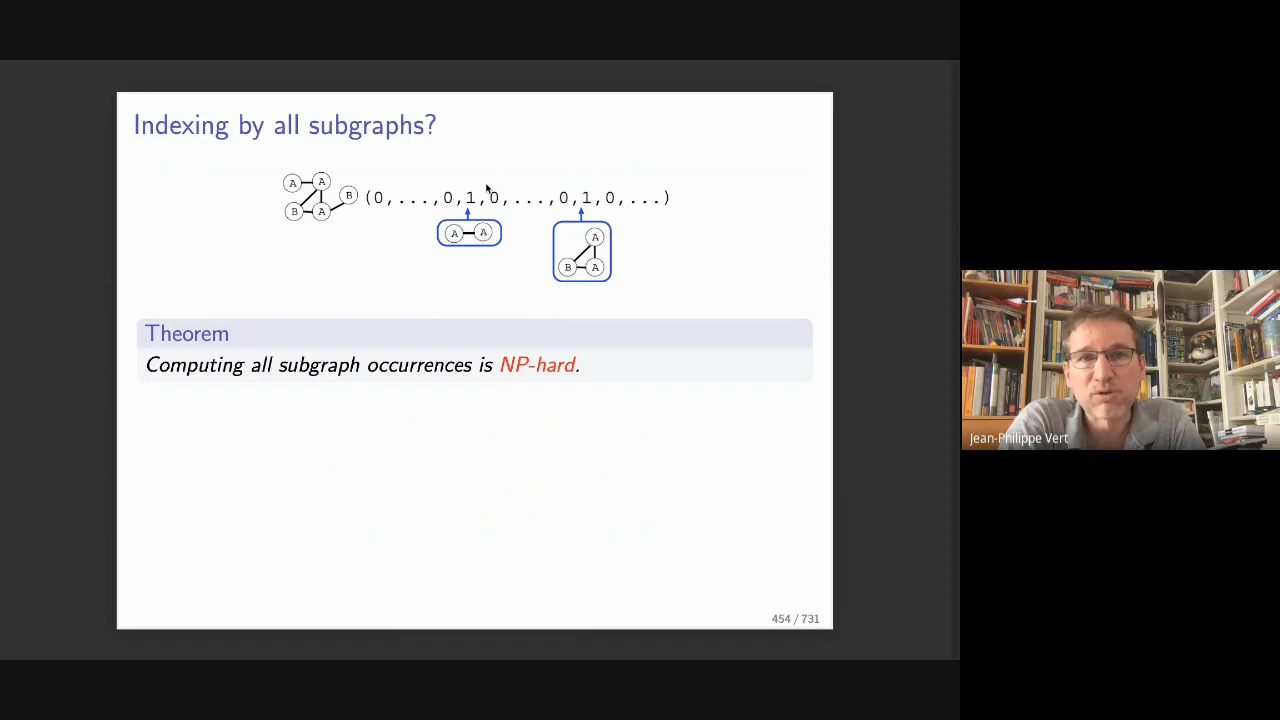 Indexing by all subgraphs?
A A
B
B A
(0,...,0,1,0,...,0,1,0,...)
A A
A
B A
Theorem
Computing all subgraph occurrences is NP-hard.
454 / 731
Jean-Philippe Vert